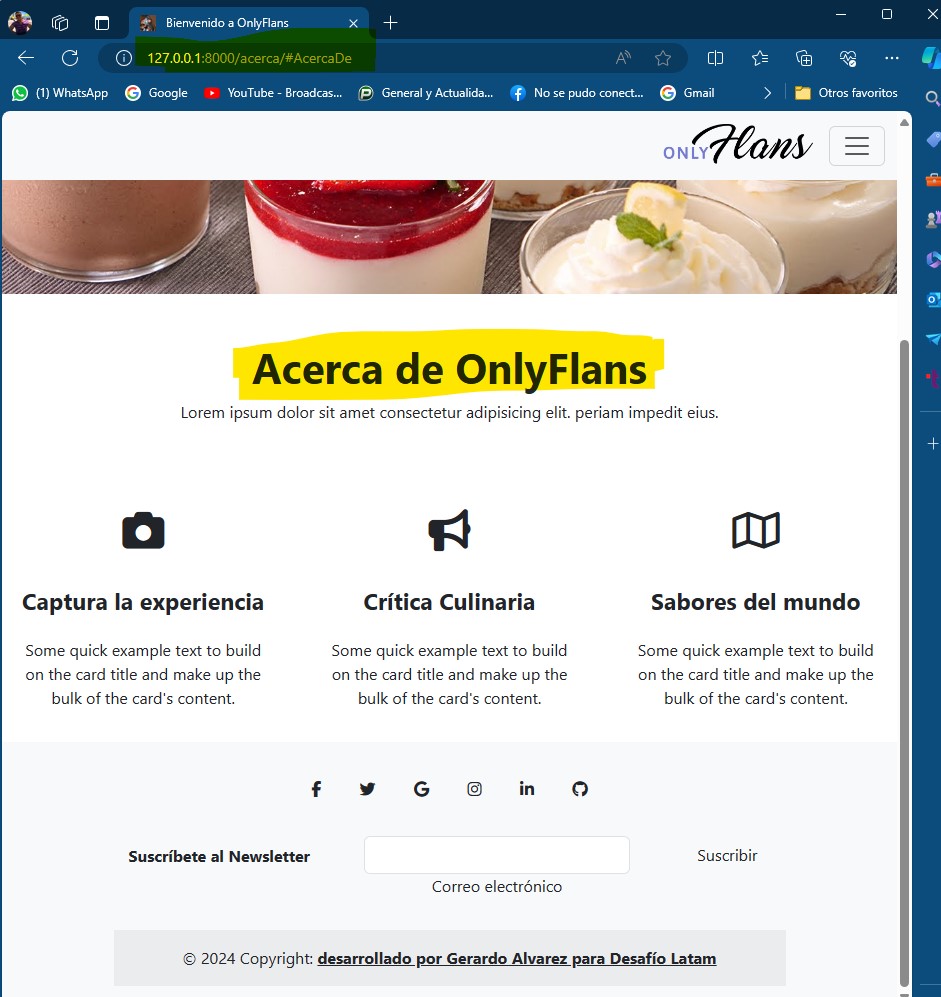 Bienvenido a OnlyFlans
127.0.0.1:8000/acerca/#AcercaDe
(1) WhatsApp
Google
YouTube - Broadcas...
General y Actualida...
No se pudo conect...
Gmail
Otros favoritos
ONLY Flans
Acerca de OnlyFlans
Lorem ipsum dolor sit amet consectetur adipisicing elit. periam impedit eius.
Captura la experiencia
Some quick example text to build
on the card title and make up the
bulk of the card's content.
Crítica Culinaria
Some quick example text to build
on the card title and make up the
bulk of the card's content.
Sabores del mundo
Some quick example text to build
on the card title and make up the
bulk of the card's content.
Suscríbete al Newsletter
Correo electrónico
Suscribir
© 2024 Copyright: desarrollado por Gerardo Alvarez para Desafío Latam